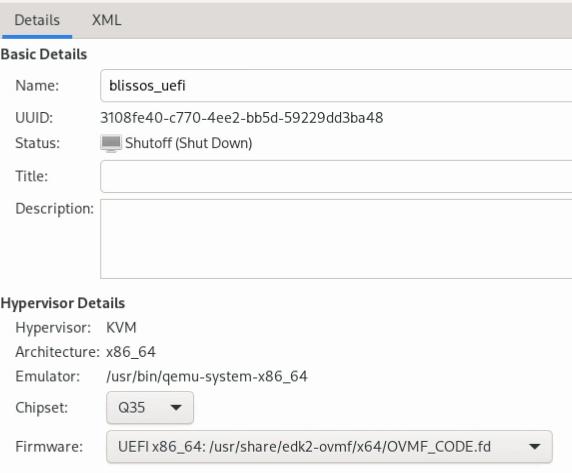 Details XML
Basic Details
Name: blissos_uefi
UUID: 3108fe40-c770-4ee2-bb5d-59229dd3ba48
Status: Shutoff (Shut Down)
Title:
Description:
Hypervisor Details
Hypervisor: KVM
Architecture: x86_64
Emulator: /usr/bin/qemu-system-x86_64
Chipset: Q35
Firmware: UEFI x86_64: /usr/share/edk2-ovmf/x64/OVMF_CODE.fd